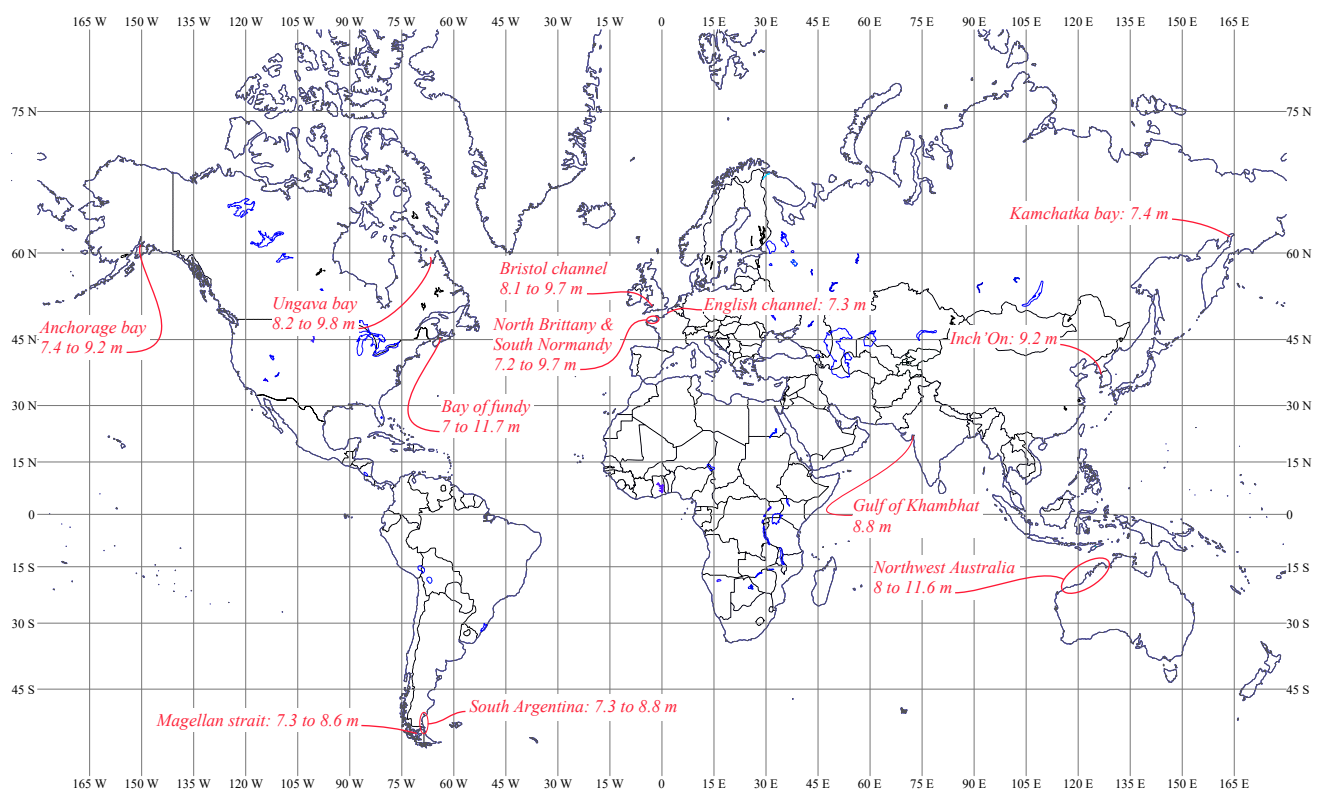 165 W 150 W 135 W 120 W 105 W 90 W 75 W 60 W 45 W 30 W 15 W 0 15 E 30 E 45 E 60 E 75 E 90 E 105 E 120 E 135 E 150 E 165 E
75 N 75 N
Kamchatka bay: 7.4 m
60 N 60 N
Bristol channel
8.1 to 9.7 m
English channel: 7.3 m
Ungava bay
8.2 to 9.8 m
North Brittany &
South Normandy
7.2 to 9.7 m
Anchorage bay
7.4 to 9.2 m
Inch'On: 9.2 m
45 N 45 N
30 N 30 N
Bay of fundy
7 to 11.7 m
15 N 15 N
Gulf of Khambhat
8.8 m
0 0
Northwest Australia
8 to 11.6 m
15 S 15 S
30 S 30 S
45 S 45 S
South Argentina: 7.3 to 8.8 m
Magellan strait: 7.3 to 8.6 m
165 W 150 W 135 W 120 W 105 W 90 W 75 W 60 W 45 W 30 W 15 W 0 15 E 30 E 45 E 60 E 75 E 90 E 105 E 120 E 135 E 150 E 165 E